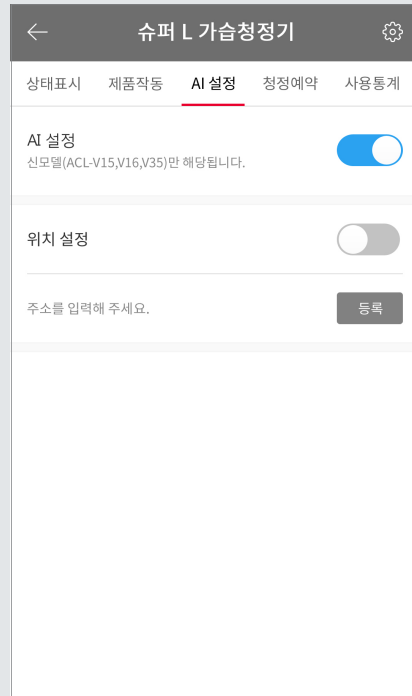 슈퍼 L 가습청정기
상태표시 제품작동 AI 설정 청정예약 사용통계
AI 설정
신모델(ACL-V15,V16,V35)만 해당됩니다.
위치 설정
주소를 입력해 주세요. 등록